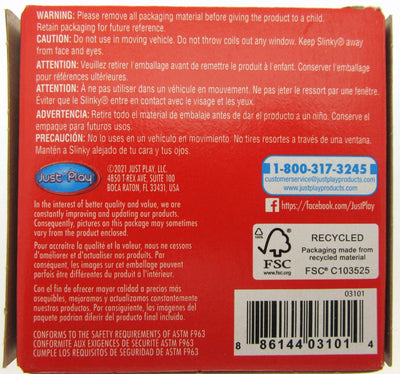 WARNING: Please remove all packaging material before giving the product to a child.
Retain packaging for future reference.
CAUTION: Do not use in moving vehicle. Do not throw coils out any window. Keep Slinky® away
from face and eyes.
ATTENTION: Veuillez retirer l'emballage avant de remettre le produit à l'enfant. Conserver l'emballage
pour références ultérieures.
ATTENTION: A ne pas utiliser dans un véhicule en mouvement. Ne pas jeter les ressort par une fenêtre.
Éviter que le Slinky® entre en contact avec le visage et les yeux.
ADVERTENCIA: Retire todo el material de embalaje antes de dar el producto a un niño. Conserve el
empaque para futuras referencias.
PRECAUCIÓN: No lo uses en un vehículo en movimiento. No tires resortes a través de una ventana.
Mantén a Slinky alejado de tu cara y tus ojos.
Just Play
©2021 JUST PLAY, LLC.
4850 T-REX AVE, SUITE 100
BOCA RATON, FL 33431, USA
1-800-317-3245
customerservice@justplayproducts.com
www.justplayproducts.com
https://facebook.com/JustPlay
In the interest of better quality and value, we are
constantly improving and updating our products.
Consequently, pictures on this package may sometimes
vary from product enclosed.
Pour accroître la qualité et la valeur, nous ne cessons
d'améliorer et d'actualiser nos produits. Par
conséquent, les images sur cet emballage peuvent
parfois être différentes du produit à l'intérieur.
Con el fin de ofrecer mayor calidad a precios más
asequibles, mejoramos y actualizamos constantemente
nuestros productos. Por tanto, las imágenes del
paquete podrán diferir del producto final incluido.
CONFORMS TO THE SAFETY REQUIREMENTS OF ASTM F963
CONFORMITE AUX EXIGENCES DE SECURITE ASTM F963
CUMPLE LOS REQUISITOS DE SEGURIDAD DE ASTM F963
FSC
www.fsc.org
RECYCLED
Packaging made from
recycled material
FSC® C103525
03101
8 86144 03101 4